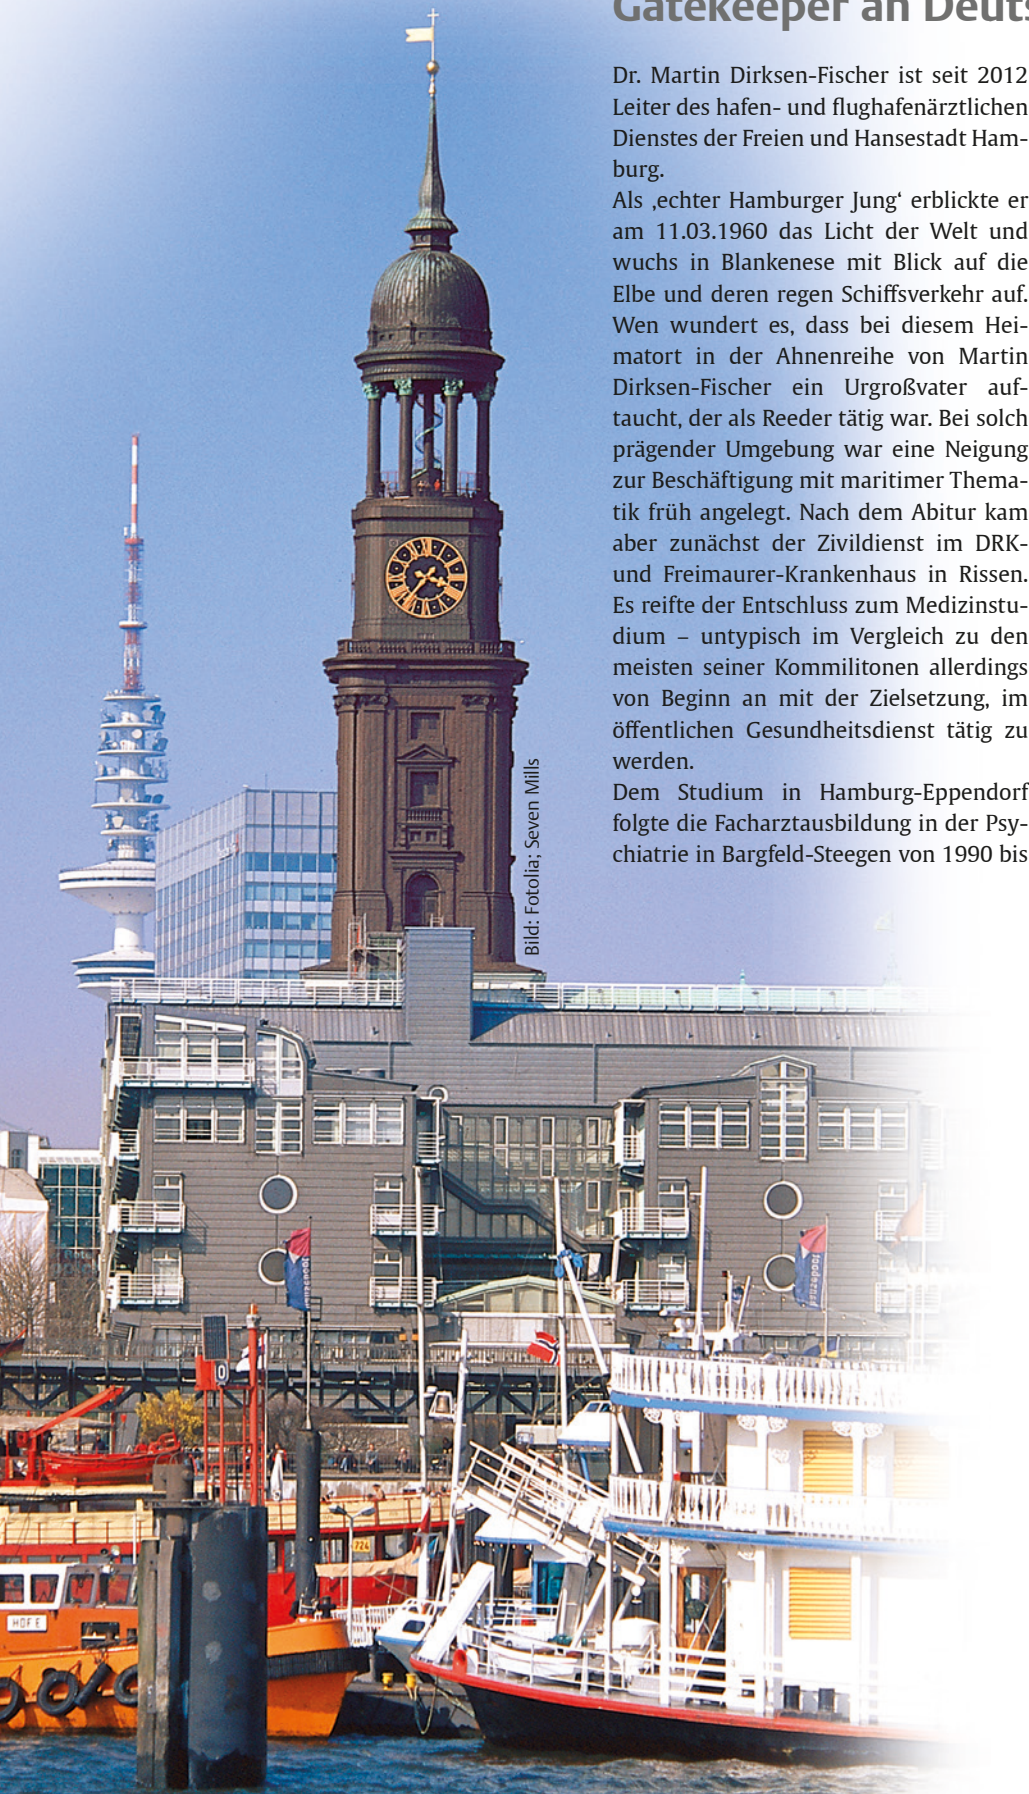 Gatekeeper an Deuts
Dr. Martin Dirksen-Fischer ist seit 2012
Leiter des hafen- und flughafenärztlichen
Dienstes der Freien und Hansestadt Ham-
burg.
Als ‚echter Hamburger Jung‘ erblickte er
am 11.03.1960 das Licht der Welt und
wuchs in Blankenese mit Blick auf die
Elbe und deren regen Schiffsverkehr auf.
Wen wundert es, dass bei diesem Hei-
matort in der Ahnenreihe von Martin
Dirksen-Fischer ein Urgroßvater auf-
taucht, der als Reeder tätig war. Bei solch
prägender Umgebung war eine Neigung
zur Beschäftigung mit maritimer Thema-
tik früh angelegt. Nach dem Abitur kam
aber zunächst der Zivildienst im DRK-
und Freimaurer-Krankenhaus in Rissen.
Es reifte der Entschluss zum Medizinstu-
dium – untypisch im Vergleich zu den
meisten seiner Kommilitonen allerdings
von Beginn an mit der Zielsetzung, im
öffentlichen Gesundheitsdienst tätig zu
werden.
Dem Studium in Hamburg-Eppendorf
folgte die Facharztausbildung in der Psy-
chiatrie in Bargfeld-Steegen von 1990 bis
Bild: Fotolia; Seven Mills
724
HOFE